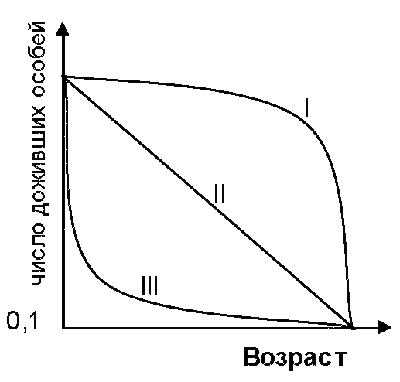 число доживших особей
I
II
III
0,1
Возраст